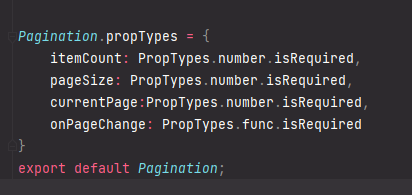 Pagination.propTypes = {
    itemCount: PropTypes.number.isRequired,
    pageSize: PropTypes.number.isRequired,
    currentPage:PropTypes.number.isRequired,
    onPageChange: PropTypes.func.isRequired
}
export default Pagination;